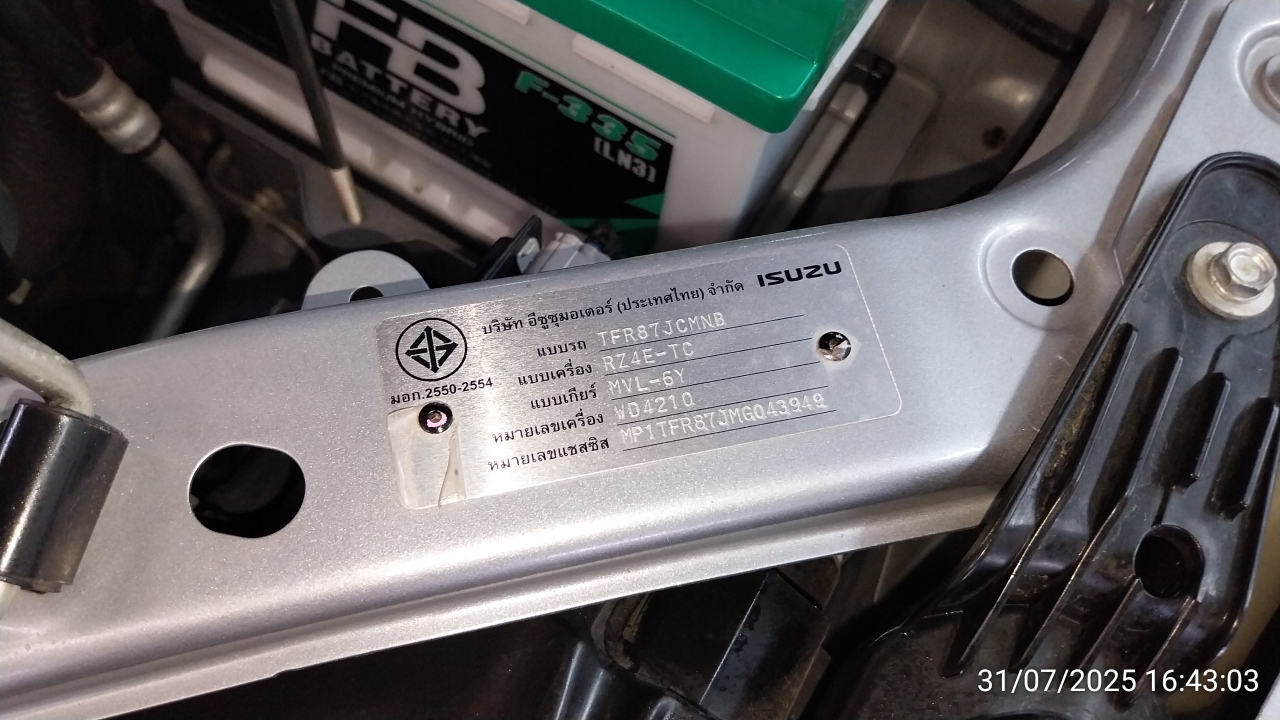 FB
BATTERY
PREMIUM HYBRID
F-335
[LN3]
บริษัท อีซูซุมอเตอร์ (ประเทศไทย) จำกัด ISUZU
มอก.2550-2554
แบบรถ TFR87JCMNB
แบบเครื่อง RZ4E-TC
แบบเกียร์ MVL-6Y
หมายเลขเครื่อง WD4210
หมายเลขแชสซิส MP1TFR87JMG043949
31/07/2025 16:43:03